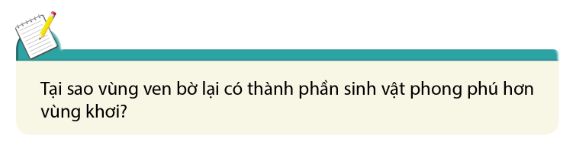 Tại sao vùng ven bờ lại có thành phần sinh vật phong phú hơn
vùng khơi?